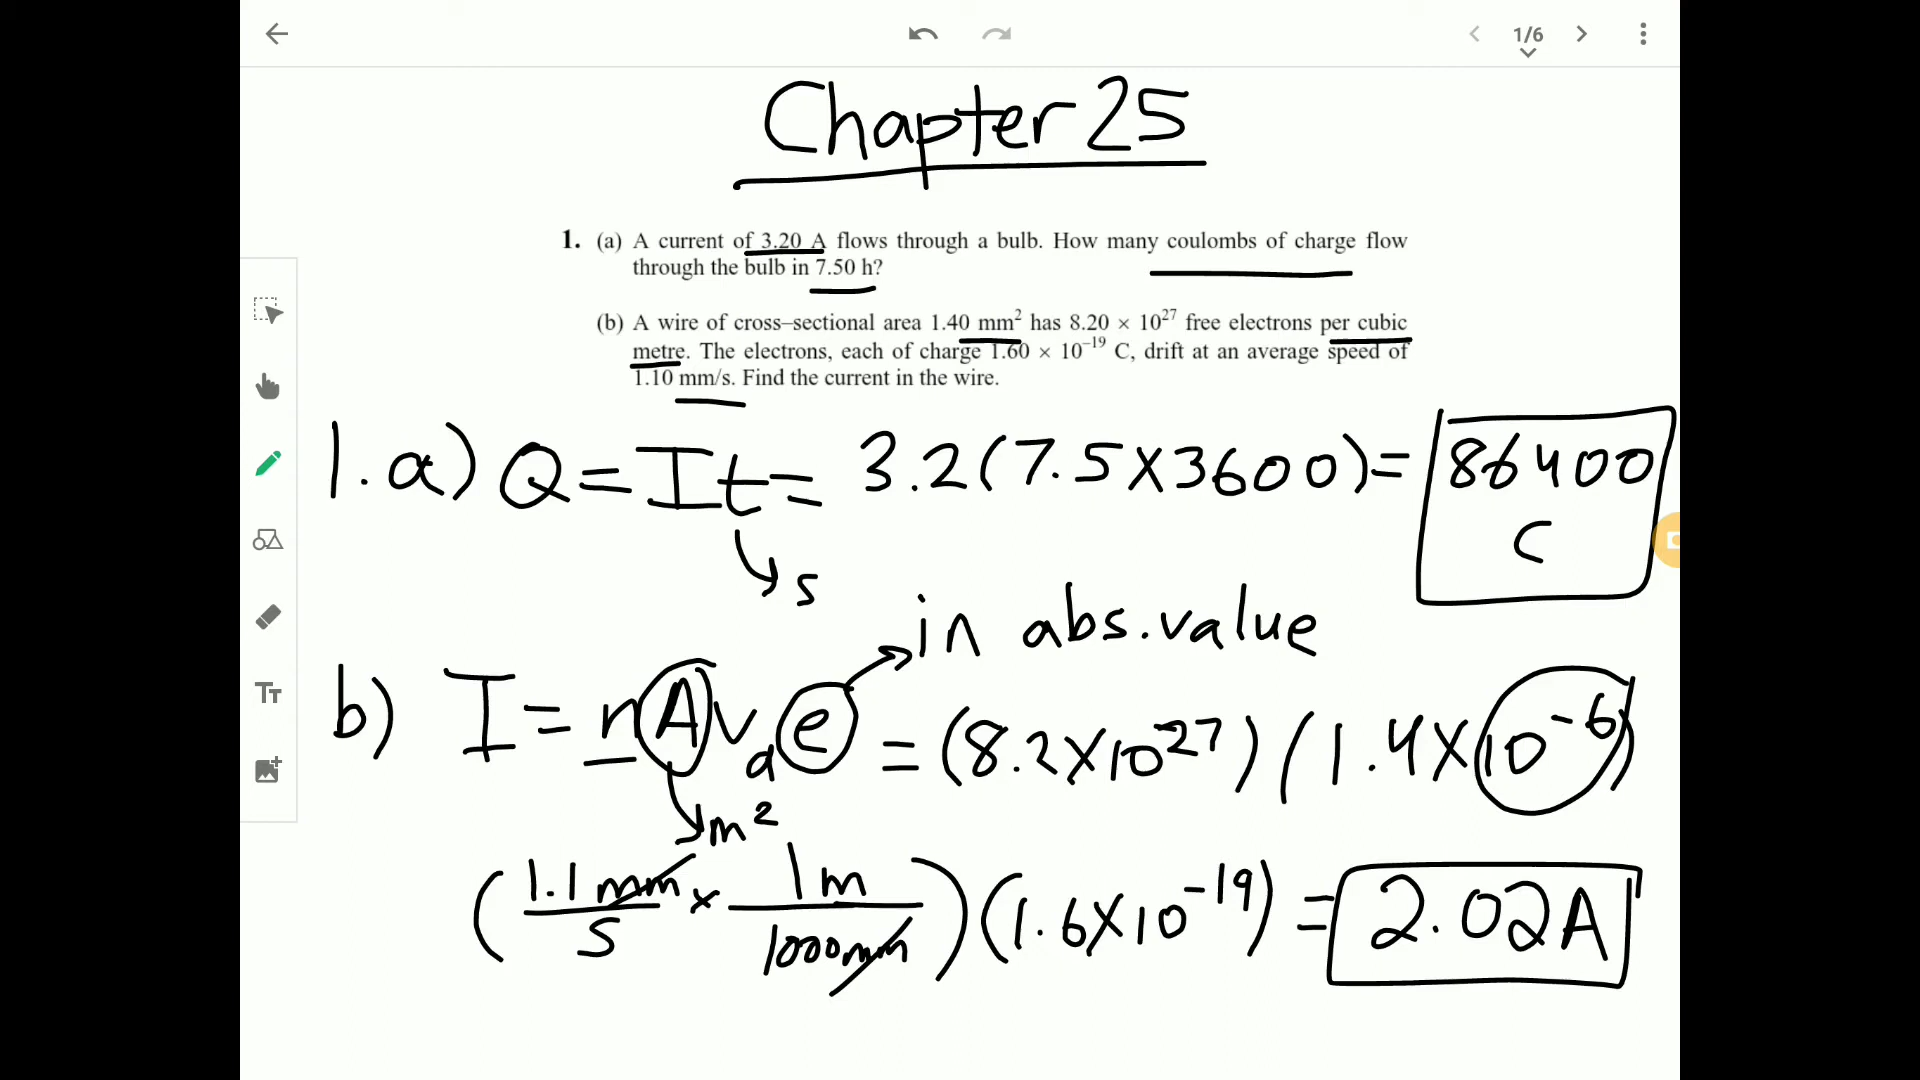 1/6
Chapter 25
1. (a) A current of 3.20 A flows through a bulb. How many coulombs of charge flow
through the bulb in 7.50 h?
(b) A wire of cross–sectional area 1.40 mm² has 8.20 × 10²⁷ free electrons per cubic
metre. The electrons, each of charge 1.60 × 10⁻¹⁹ C, drift at an average speed of
1.10 mm/s. Find the current in the wire.
1.a) Q = It = 3.2(7.5X3600)= 86400
C
s
in abs.value
b) I = nAv_d e = (8.2X10²⁷)(1.4X10⁻⁶)
m²
(1.1 mm/s × 1m/1000mm)(1.6X10⁻¹⁹) = 2.02A
Tт